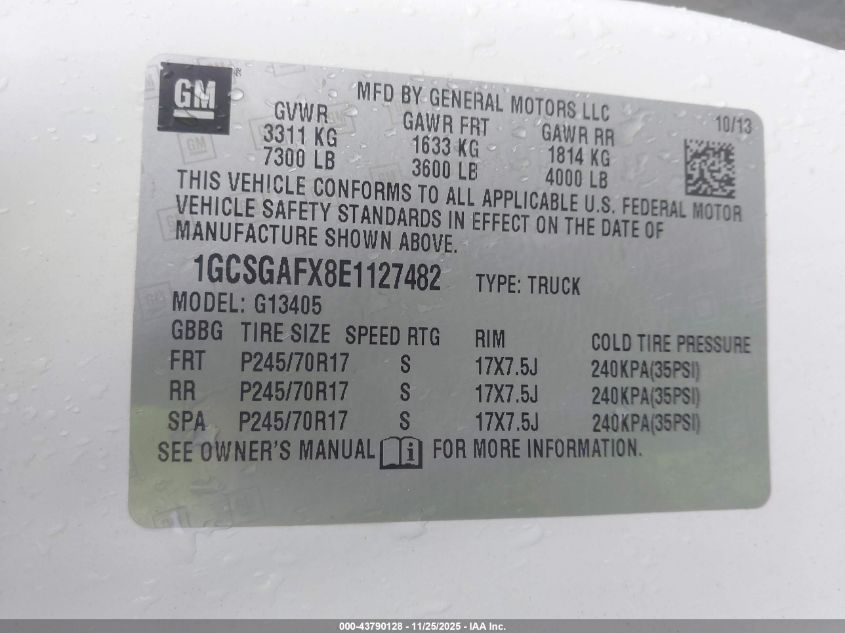 GM
MFD BY GENERAL MOTORS LLC
10/13
GVWR GAWR FRT GAWR RR
3311 KG 1633 KG 1814 KG
7300 LB 3600 LB 4000 LB
THIS VEHICLE CONFORMS TO ALL APPLICABLE U.S. FEDERAL MOTOR
VEHICLE SAFETY STANDARDS IN EFFECT ON THE DATE OF
MANUFACTURE SHOWN ABOVE.
1GCSGAFX8E1127482 TYPE: TRUCK
MODEL: G13405
GBBG TIRE SIZE SPEED RTG RIM COLD TIRE PRESSURE
FRT P245/70R17 S 17X7.5J 240KPA(35PSI)
RR P245/70R17 S 17X7.5J 240KPA(35PSI)
SPA P245/70R17 S 17X7.5J 240KPA(35PSI)
SEE OWNER'S MANUAL i FOR MORE INFORMATION.
000-43790128 - 11/25/2025 - IAA Inc.